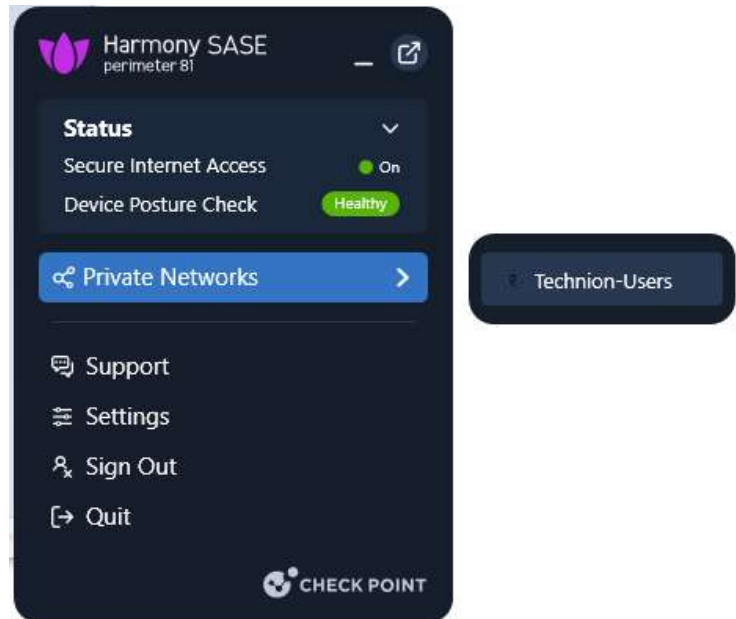 Harmony SASE
perimeter 81
Status
Secure Internet Access On
Device Posture Check Healthy
Private Networks
Technion-Users
Support
Settings
Sign Out
Quit
CHECK POINT